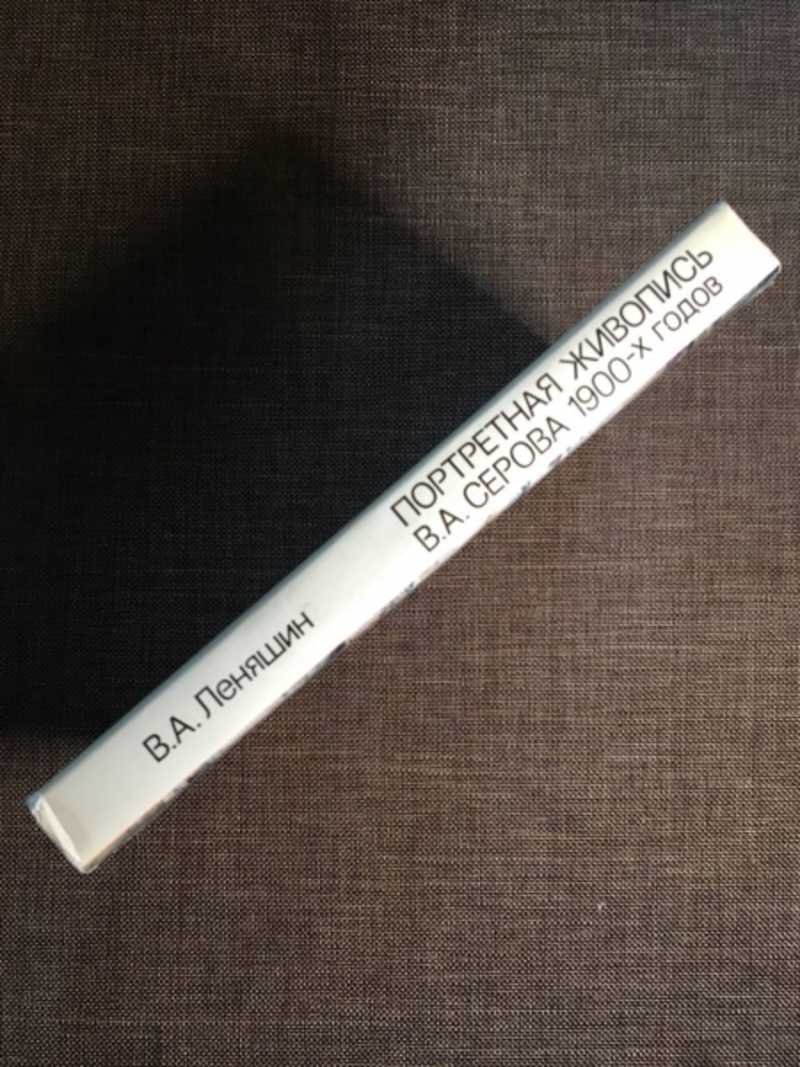 В.А. Леняшин
ПОРТРЕТНАЯ ЖИВОПИСЬ
В.А. СЕРОВА 1900-х годов